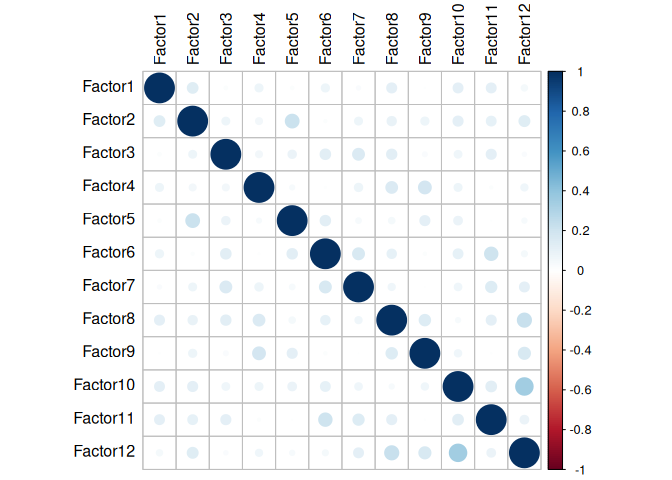 Factor1 Factor2 Factor3 Factor4 Factor5 Factor6 Factor7 Factor8 Factor9 Factor10 Factor11 Factor12
Factor1
Factor2
Factor3
Factor4
Factor5
Factor6
Factor7
Factor8
Factor9
Factor10
Factor11
Factor12
1
0.8
0.6
0.4
0.2
0
-0.2
-0.4
-0.6
-0.8
-1